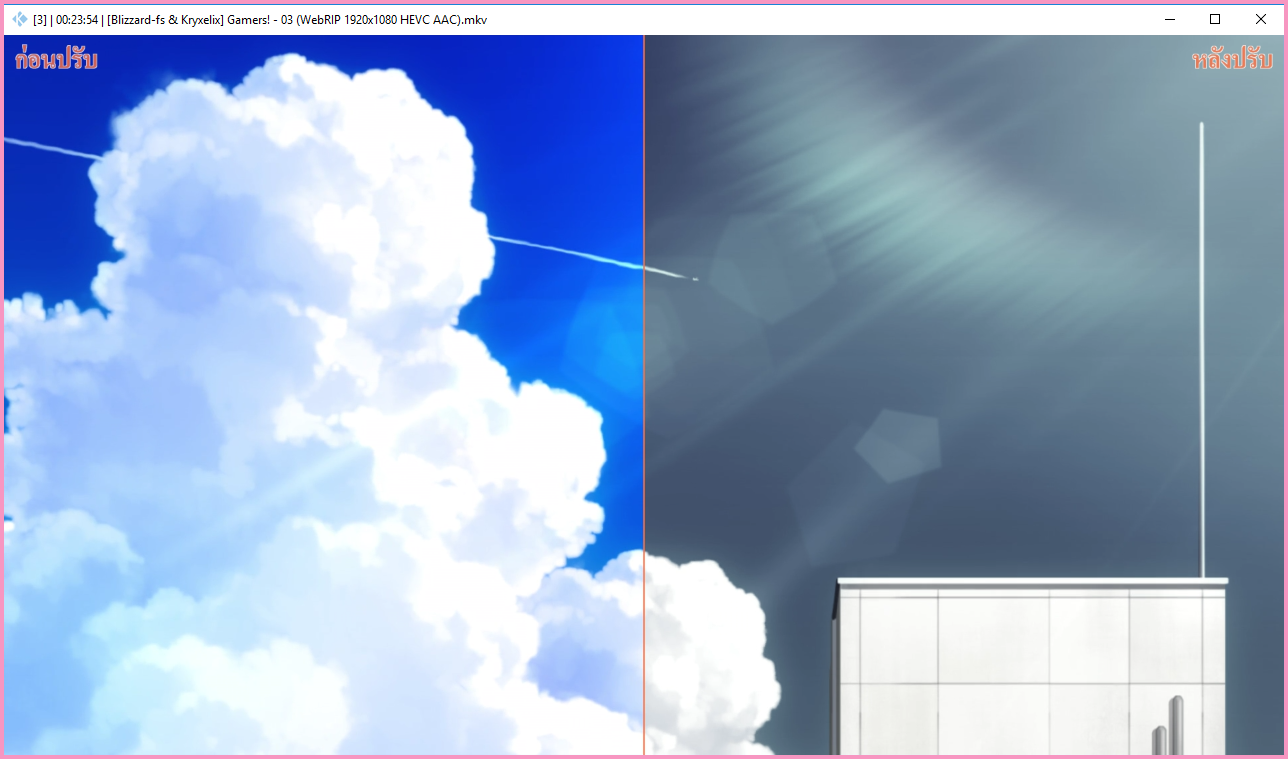 [3] | 00:23:54 | [Blizzard-fs & Kryxelix] Gamers! - 03 (WebRIP 1920x1080 HEVC AAC).mkv
ก่อนปรับ
หลังปรับ